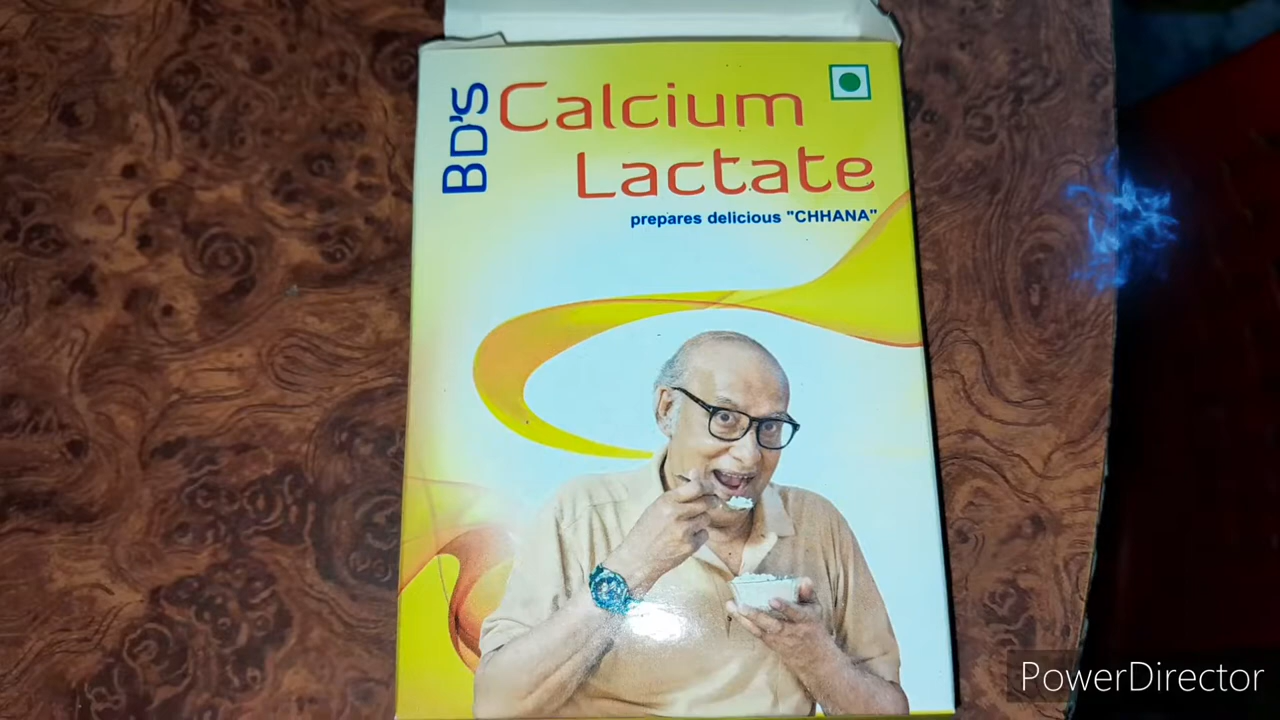 BD'S
Calcium
Lactate
prepares delicious "CHHANA"
PowerDirector